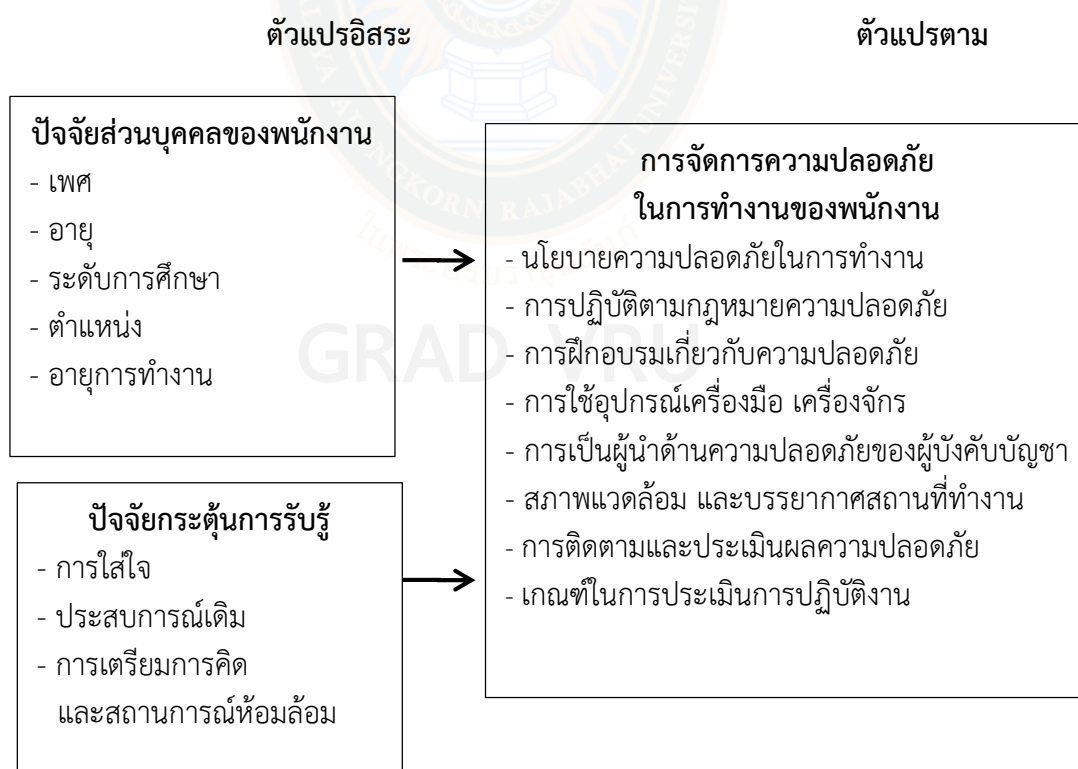 ตัวแปรอิสระ
ตัวแปรตาม
ปัจจัยส่วนบุคคลของพนักงาน
- เพศ
- อายุ
- ระดับการศึกษา
- ตำแหน่ง
- อายุการทำงาน
ปัจจัยกระตุ้นการรับรู้
- การใส่ใจ
- ประสบการณ์เดิม
- การเตรียมการคิด
และสถานการณ์ห้อมล้อม
การจัดการความปลอดภัย
ในการทำงานของพนักงาน
- นโยบายความปลอดภัยในการทำงาน
- การปฏิบัติตามกฎหมายความปลอดภัย
- การฝึกอบรมเกี่ยวกับความปลอดภัย
- การใช้อุปกรณ์เครื่องมือ เครื่องจักร
- การเป็นผู้นำด้านความปลอดภัยของผู้บังคับบัญชา
- สภาพแวดล้อม และบรรยากาศสถานที่ทำงาน
- การติดตามและประเมินผลความปลอดภัย
- เกณฑ์ในการประเมินการปฏิบัติงาน
GRAD VRU